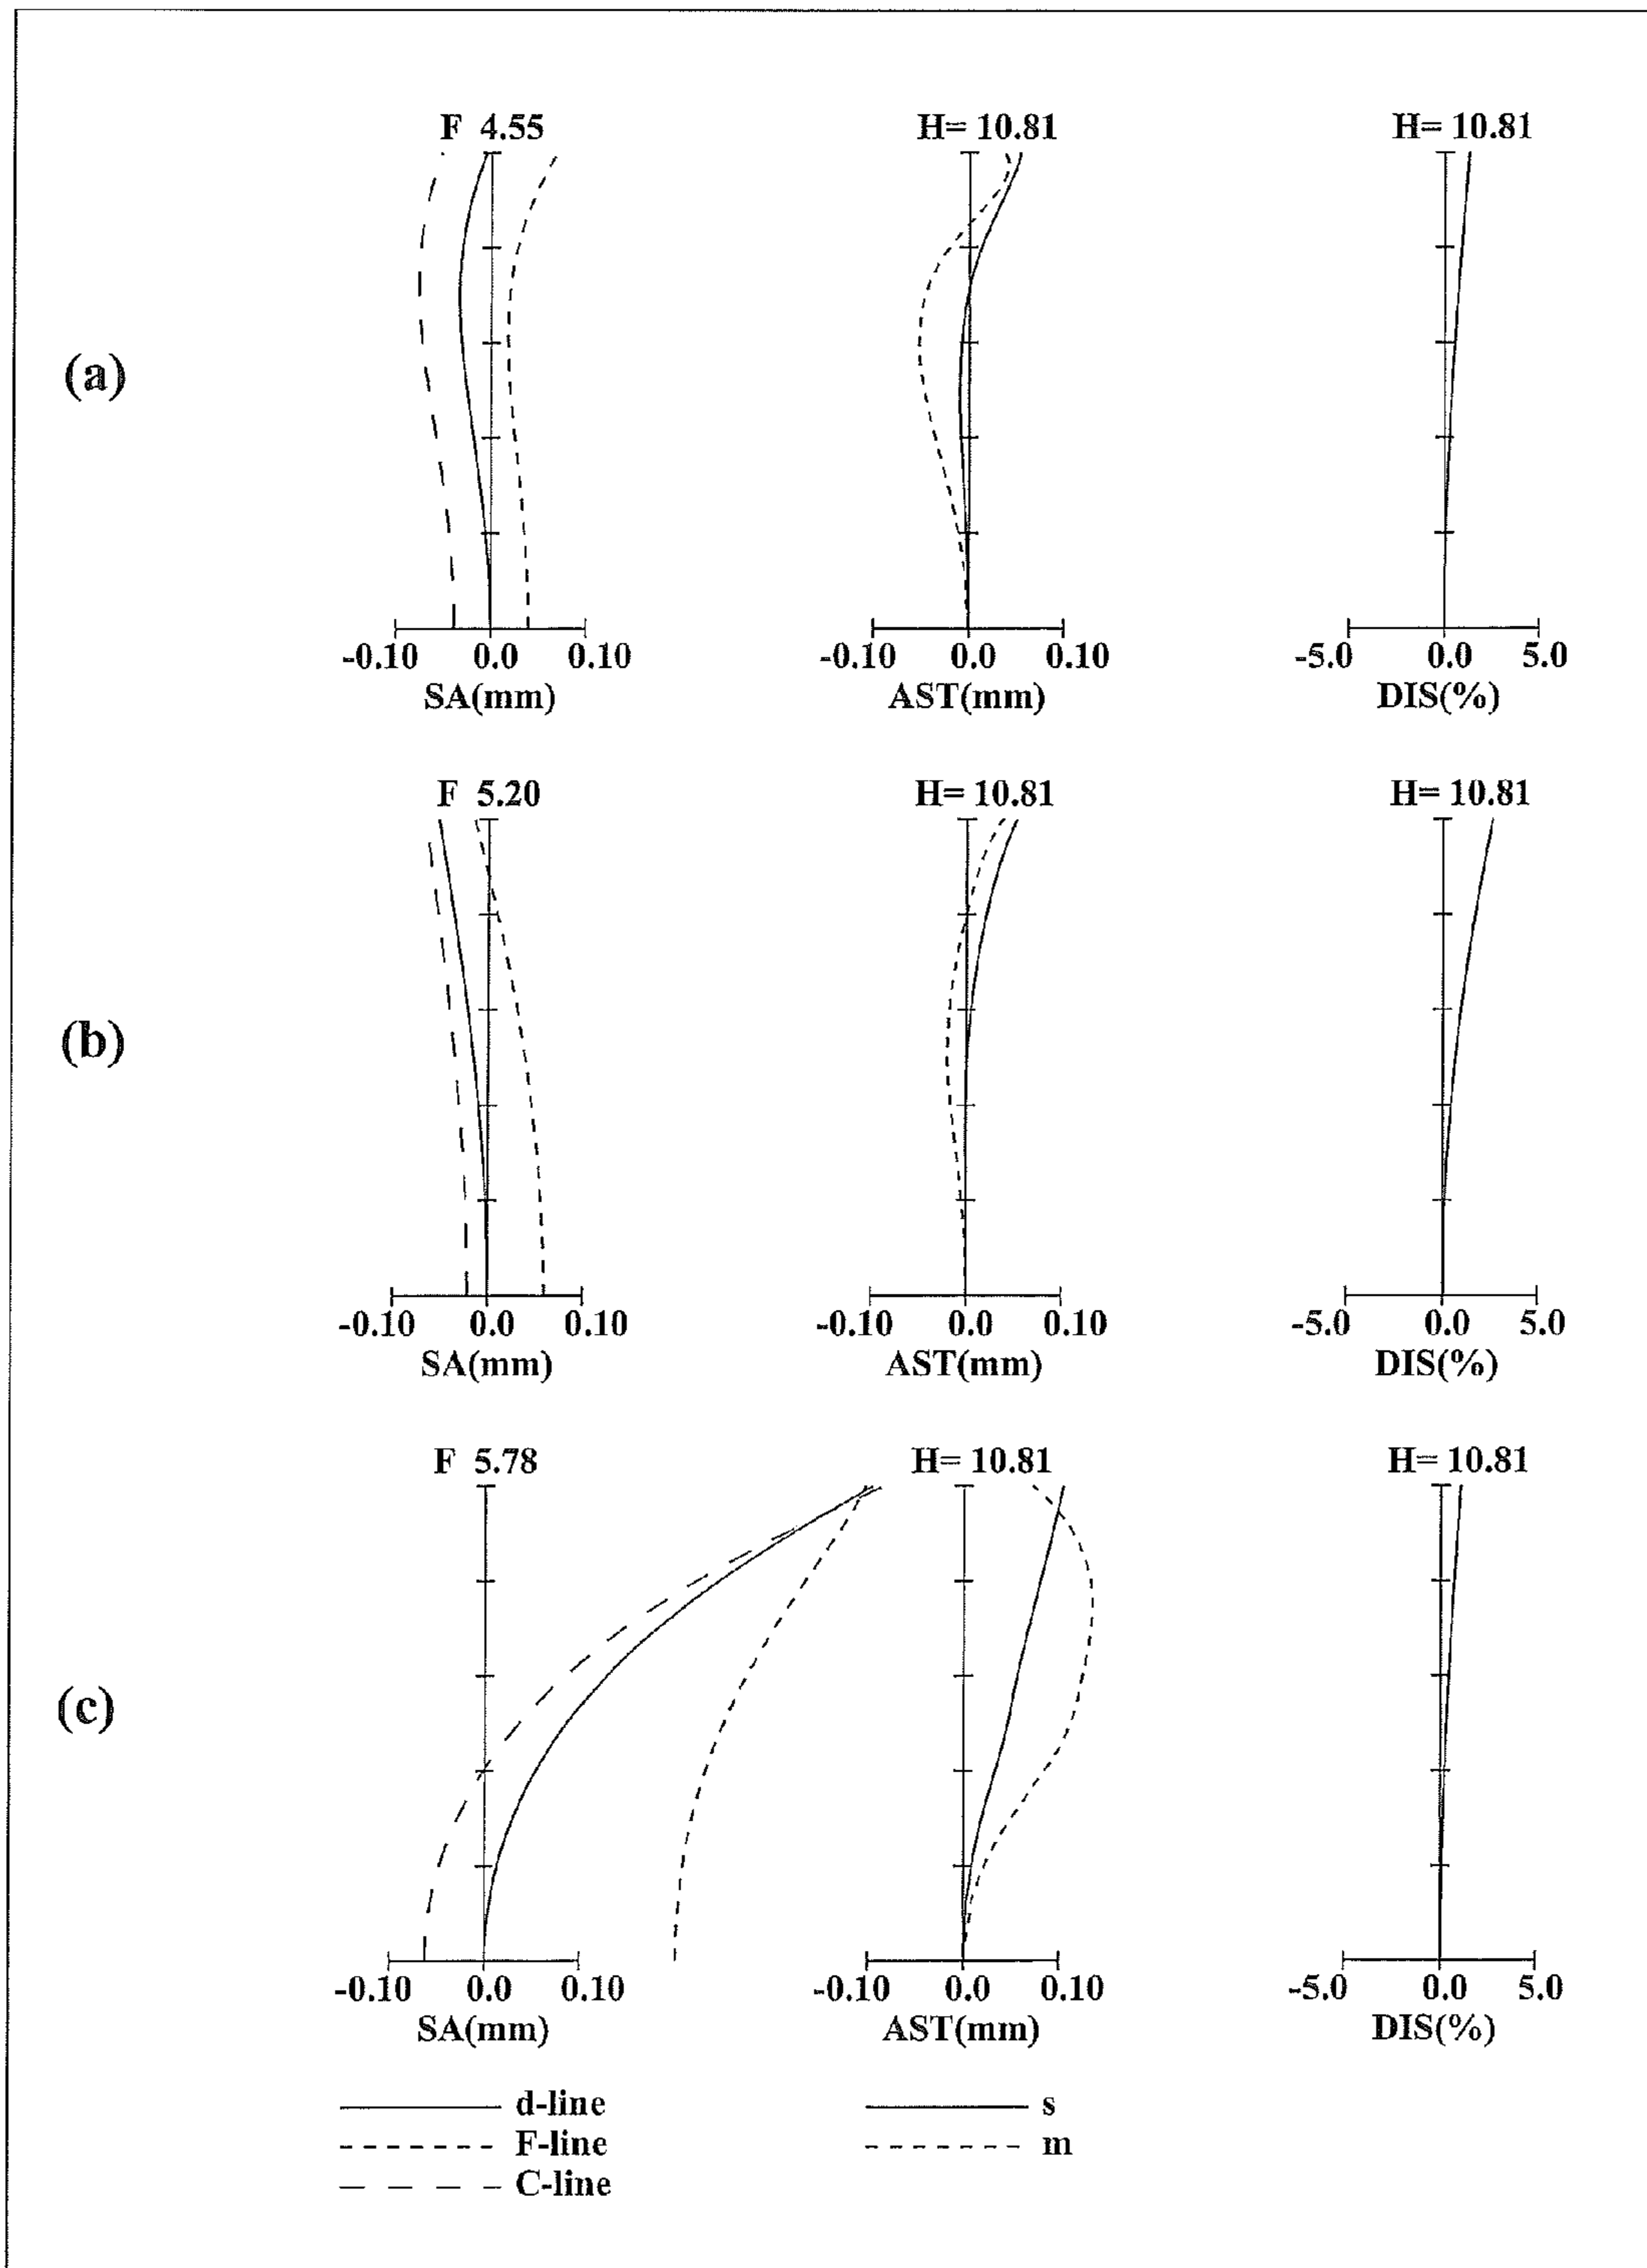 F 4.55 H= 10.81 H= 10.81
(a)
-0.10 0.0 0.10 -0.10 0.0 0.10 -5.0 0.0 5.0
SA(mm) AST(mm) DIS(%)
F 5.20 H= 10.81 H= 10.81
(b)
-0.10 0.0 0.10 -0.10 0.0 0.10 -5.0 0.0 5.0
SA(mm) AST(mm) DIS(%)
F 5.78 H= 10.81 H= 10.81
(c)
-0.10 0.0 0.10 -0.10 0.0 0.10 -5.0 0.0 5.0
SA(mm) AST(mm) DIS(%)
d-line s
F-line m
C-line